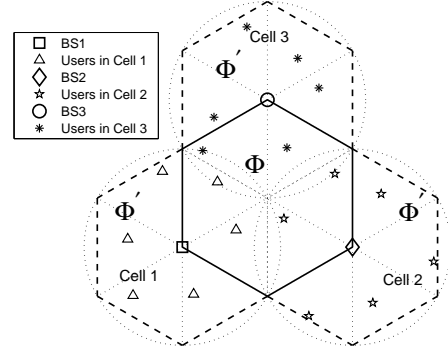 BS1
Users in Cell 1
BS2
Users in Cell 2
BS3
Users in Cell 3
Cell 3
Φ′
Φ
Φ′
Φ′
Cell 1
Cell 2